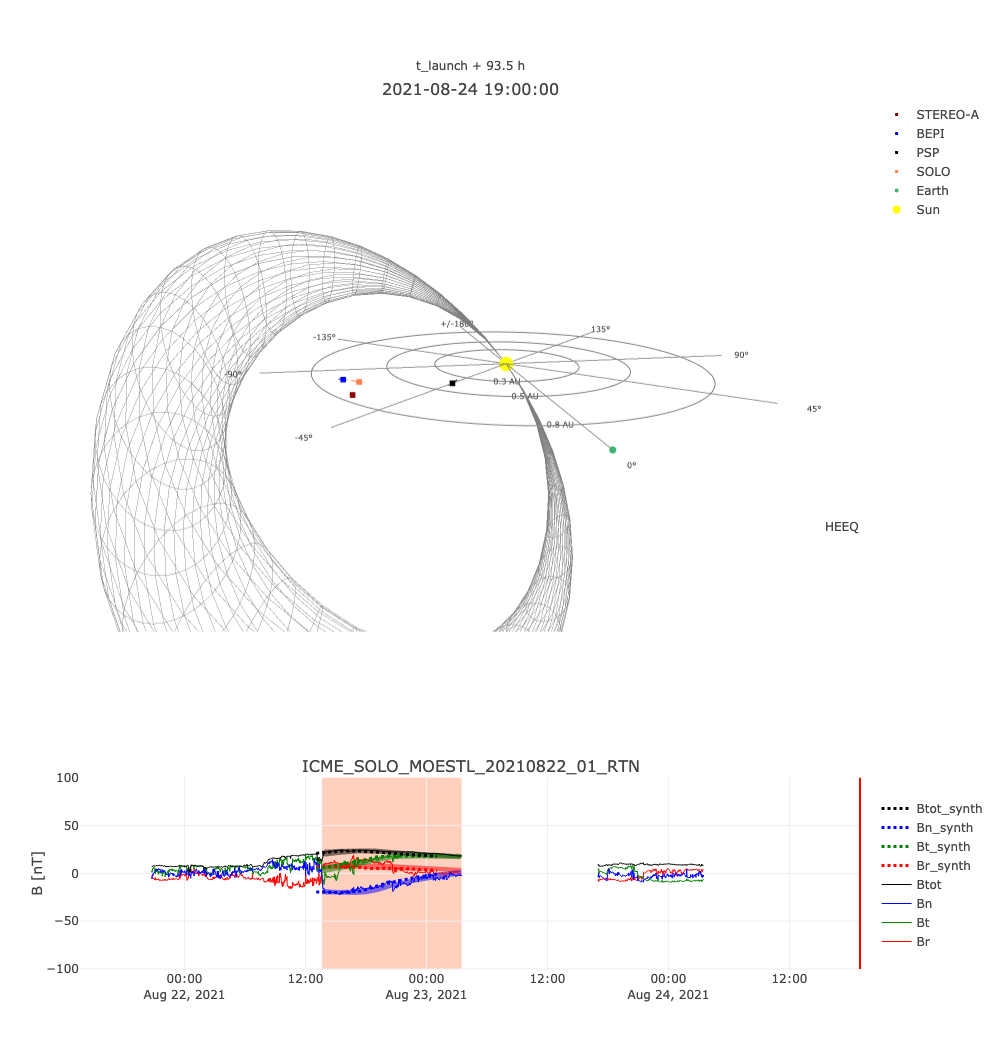 t_launch + 93.5 h
2021-08-24 19:00:00
STEREO-A
BEPI
PSP
SOLO
Earth
Sun
+/-180°
135°
-135°
90°
-90°
0.3 AU
0.5 AU
45°
0.8 AU
-45°
0°
HEEQ
ICME_SOLO_MOESTL_20210822_01_RTN
B [nT]
100
50
0
−50
−100
00:00
Aug 22, 2021
12:00
00:00
Aug 23, 2021
12:00
00:00
Aug 24, 2021
12:00
Btot_synth
Bn_synth
Bt_synth
Br_synth
Btot
Bn
Bt
Br